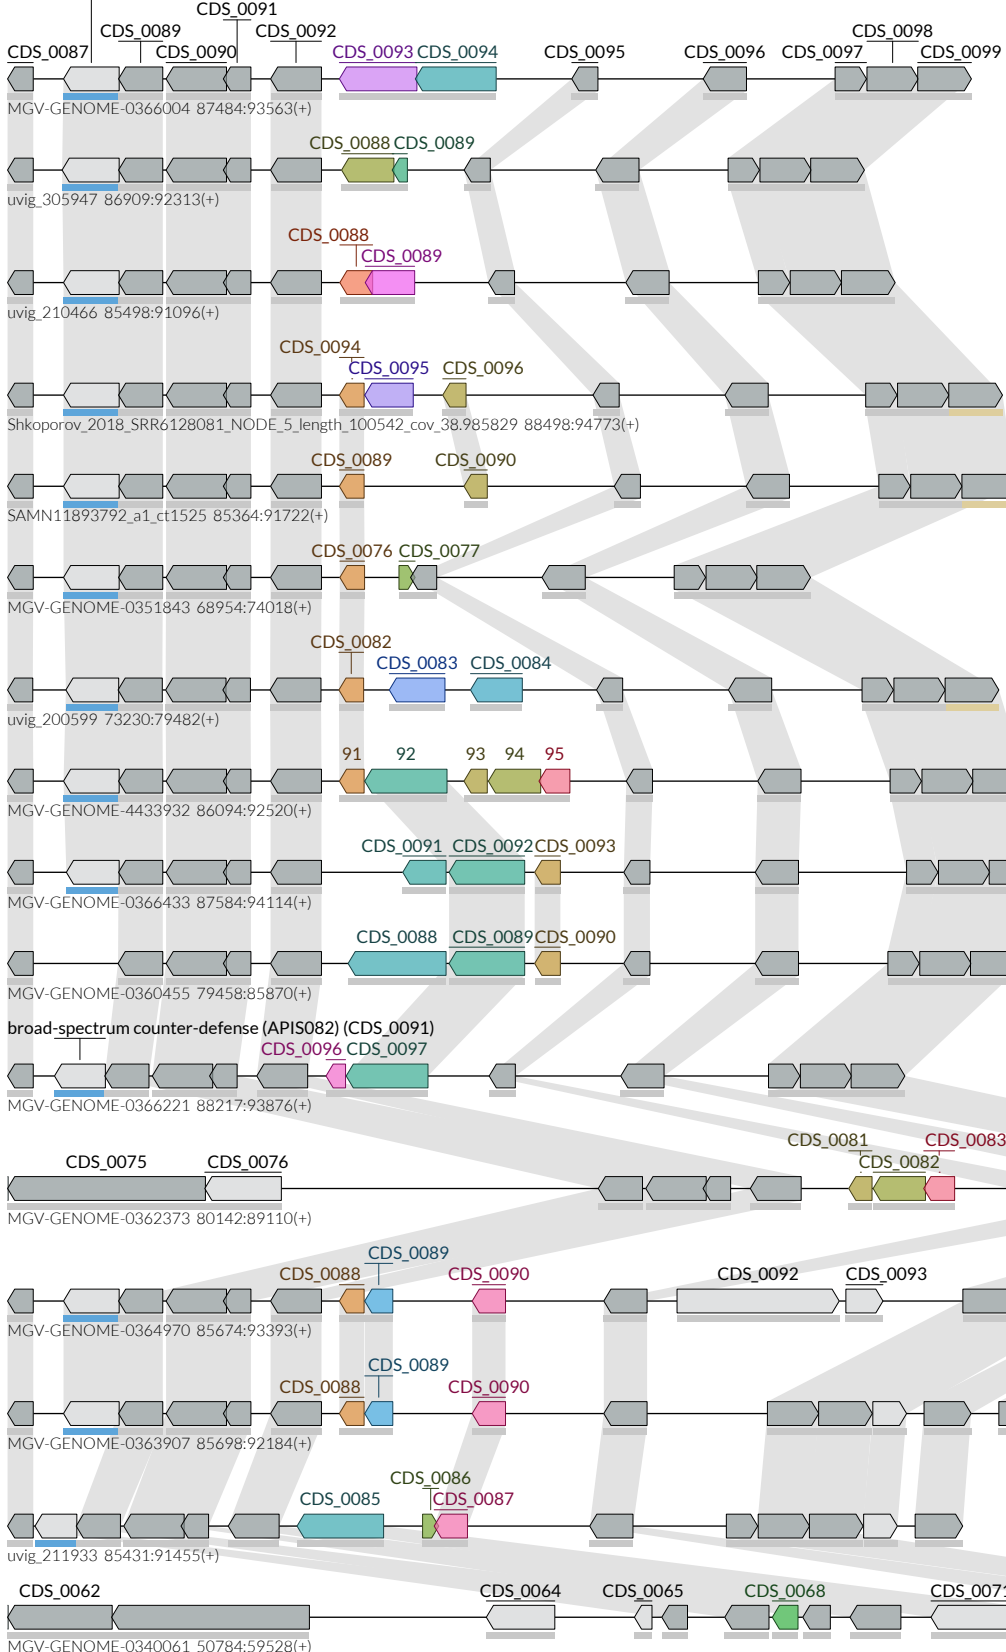 CDS_0091
CDS_0089 CDS_0092 CDS_0098
CDS_0087 CDS_0090 CDS_0093 CDS_0094 CDS_0095 CDS_0096 CDS_0097 CDS_0099
MGV-GENOME-0366004 87484:93563(+)
CDS_0088 CDS_0089
uvig_305947 86909:92313(+)
CDS_0088
CDS_0089
uvig_210466 85498:91096(+)
CDS_0094
CDS_0095 CDS_0096
Shkoporov_2018_SRR6128081_NODE_5_length_100542_cov_38.985829 88498:94773(+)
CDS_0089 CDS_0090
SAMN11893792_a1_ct1525 85364:91722(+)
CDS_0076 CDS_0077
MGV-GENOME-0351843 68954:74018(+)
CDS_0082
CDS_0083 CDS_0084
uvig_200599 73230:79482(+)
91 92 93 94 95
MGV-GENOME-4433932 86094:92520(+)
CDS_0091 CDS_0092 CDS_0093
MGV-GENOME-0366433 87584:94114(+)
CDS_0088 CDS_0089 CDS_0090
MGV-GENOME-0360455 79458:85870(+)
broad-spectrum counter-defense (APIS082) (CDS_0091)
CDS_0096 CDS_0097
MGV-GENOME-0366221 88217:93876(+)
CDS_0081 CDS_0083
CDS_0075 CDS_0076 CDS_0082
MGV-GENOME-0362373 80142:89110(+)
CDS_0089
CDS_0088 CDS_0090 CDS_0092 CDS_0093
MGV-GENOME-0364970 85674:93393(+)
CDS_0089
CDS_0088 CDS_0090
MGV-GENOME-0363907 85698:92184(+)
CDS_0086
CDS_0085 CDS_0087
uvig_211933 85431:91455(+)
CDS_0062 CDS_0064 CDS_0065 CDS_0068 CDS_0071
MGV-GENOME-0340061 50784:59528(+)